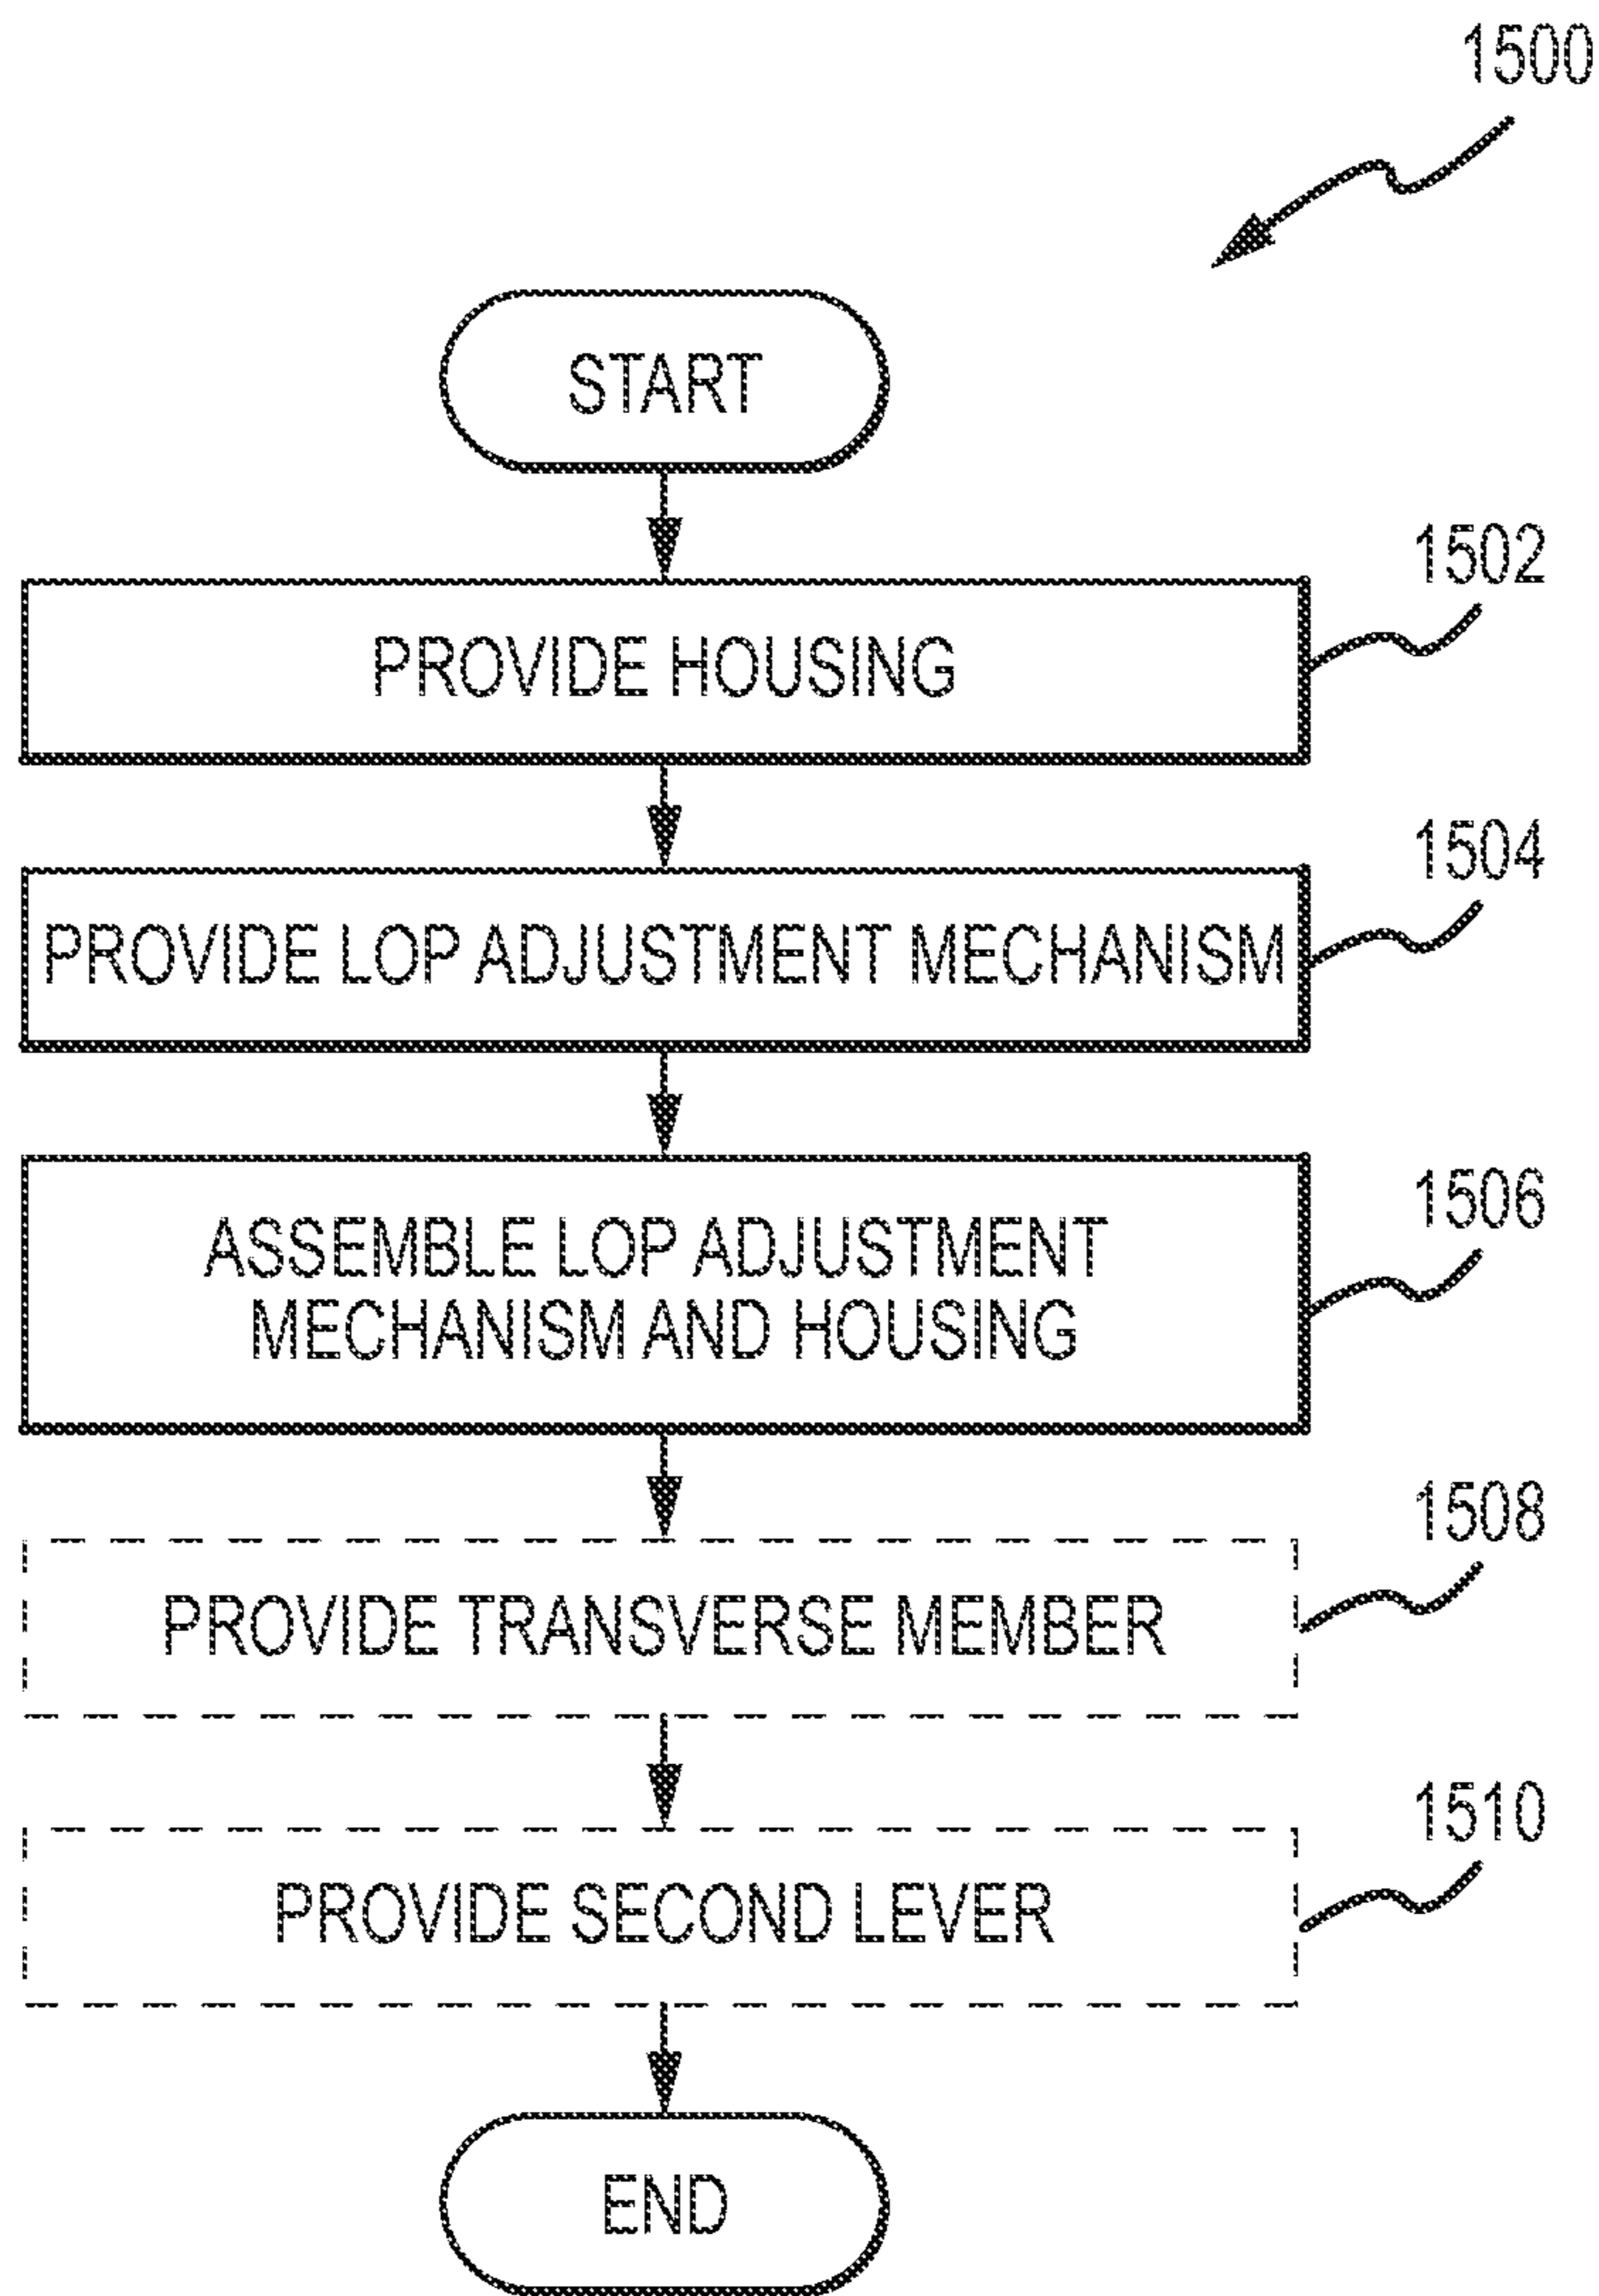 1500
START
1502
PROVIDE HOUSING
1504
PROVIDE LOP ADJUSTMENT MECHANISM
1506
ASSEMBLE LOP ADJUSTMENT
MECHANISM AND HOUSING
1508
PROVIDE TRANSVERSE MEMBER
1510
PROVIDE SECOND LEVER
END